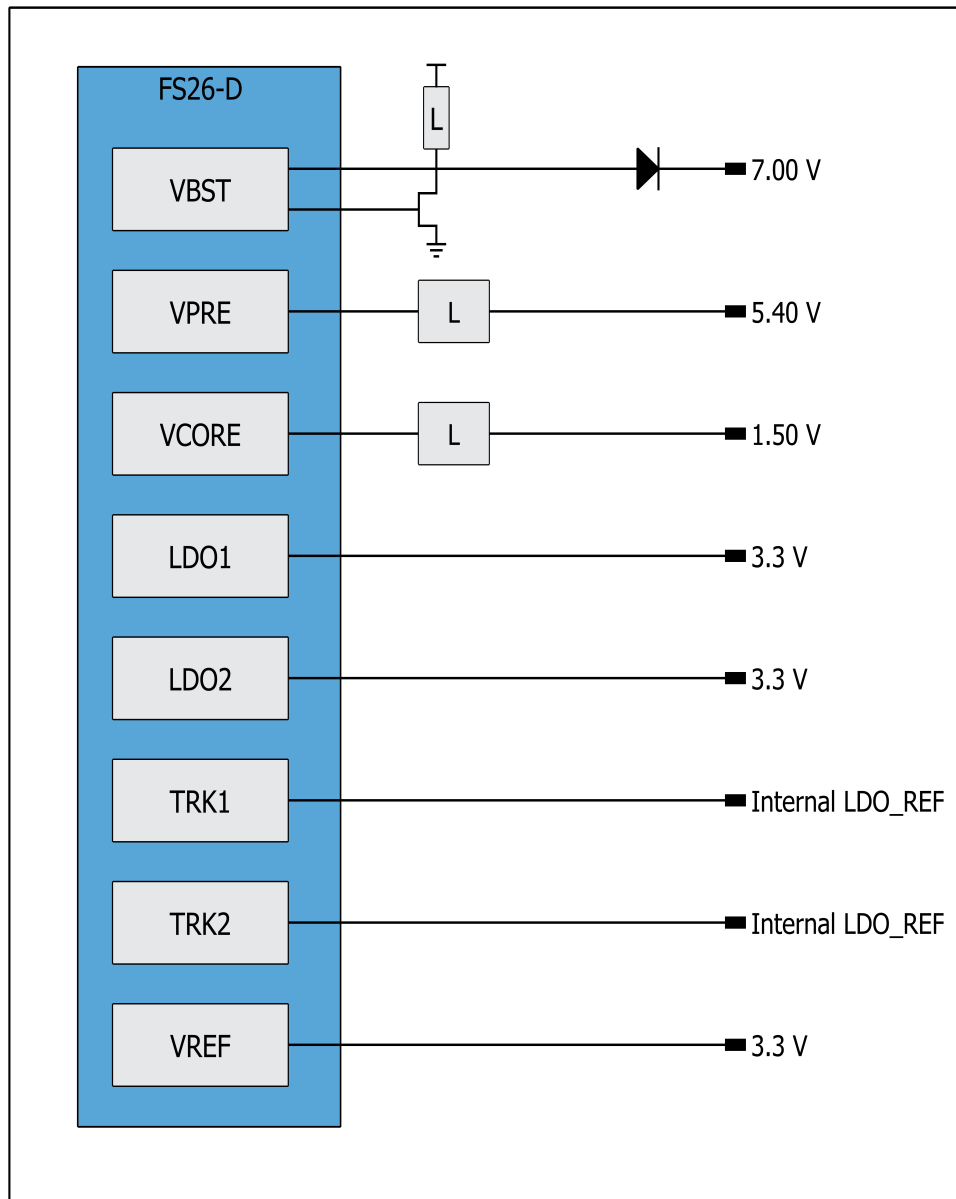 FS26-D
L
VBST
7.00 V
VPRE
L
5.40 V
VCORE
L
1.50 V
LDO1
3.3 V
LDO2
3.3 V
TRK1
Internal LDO_REF
TRK2
Internal LDO_REF
VREF
3.3 V